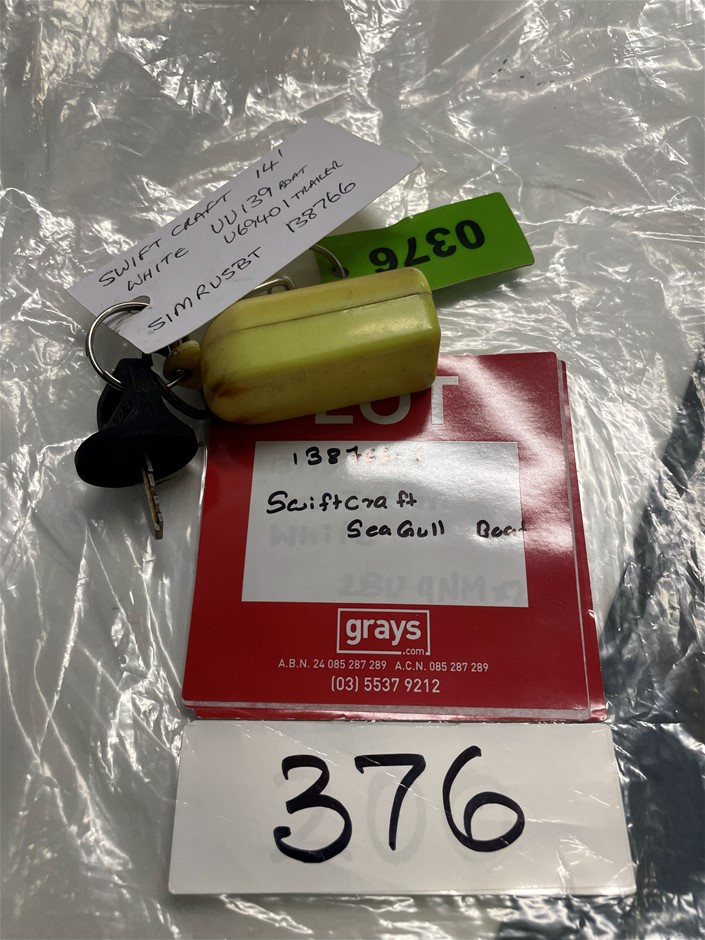 SWIFT CRAFT 14'
WHITE UU139 BOAT
U69401 TRAILER
SIMRUSBT 138766
0376
LOT
Swiftcraft
SeaGull Boat
grays
.com
A.B.N. 24 085 287 289 A.C.N. 085 287 289
(03) 5537 9212
376